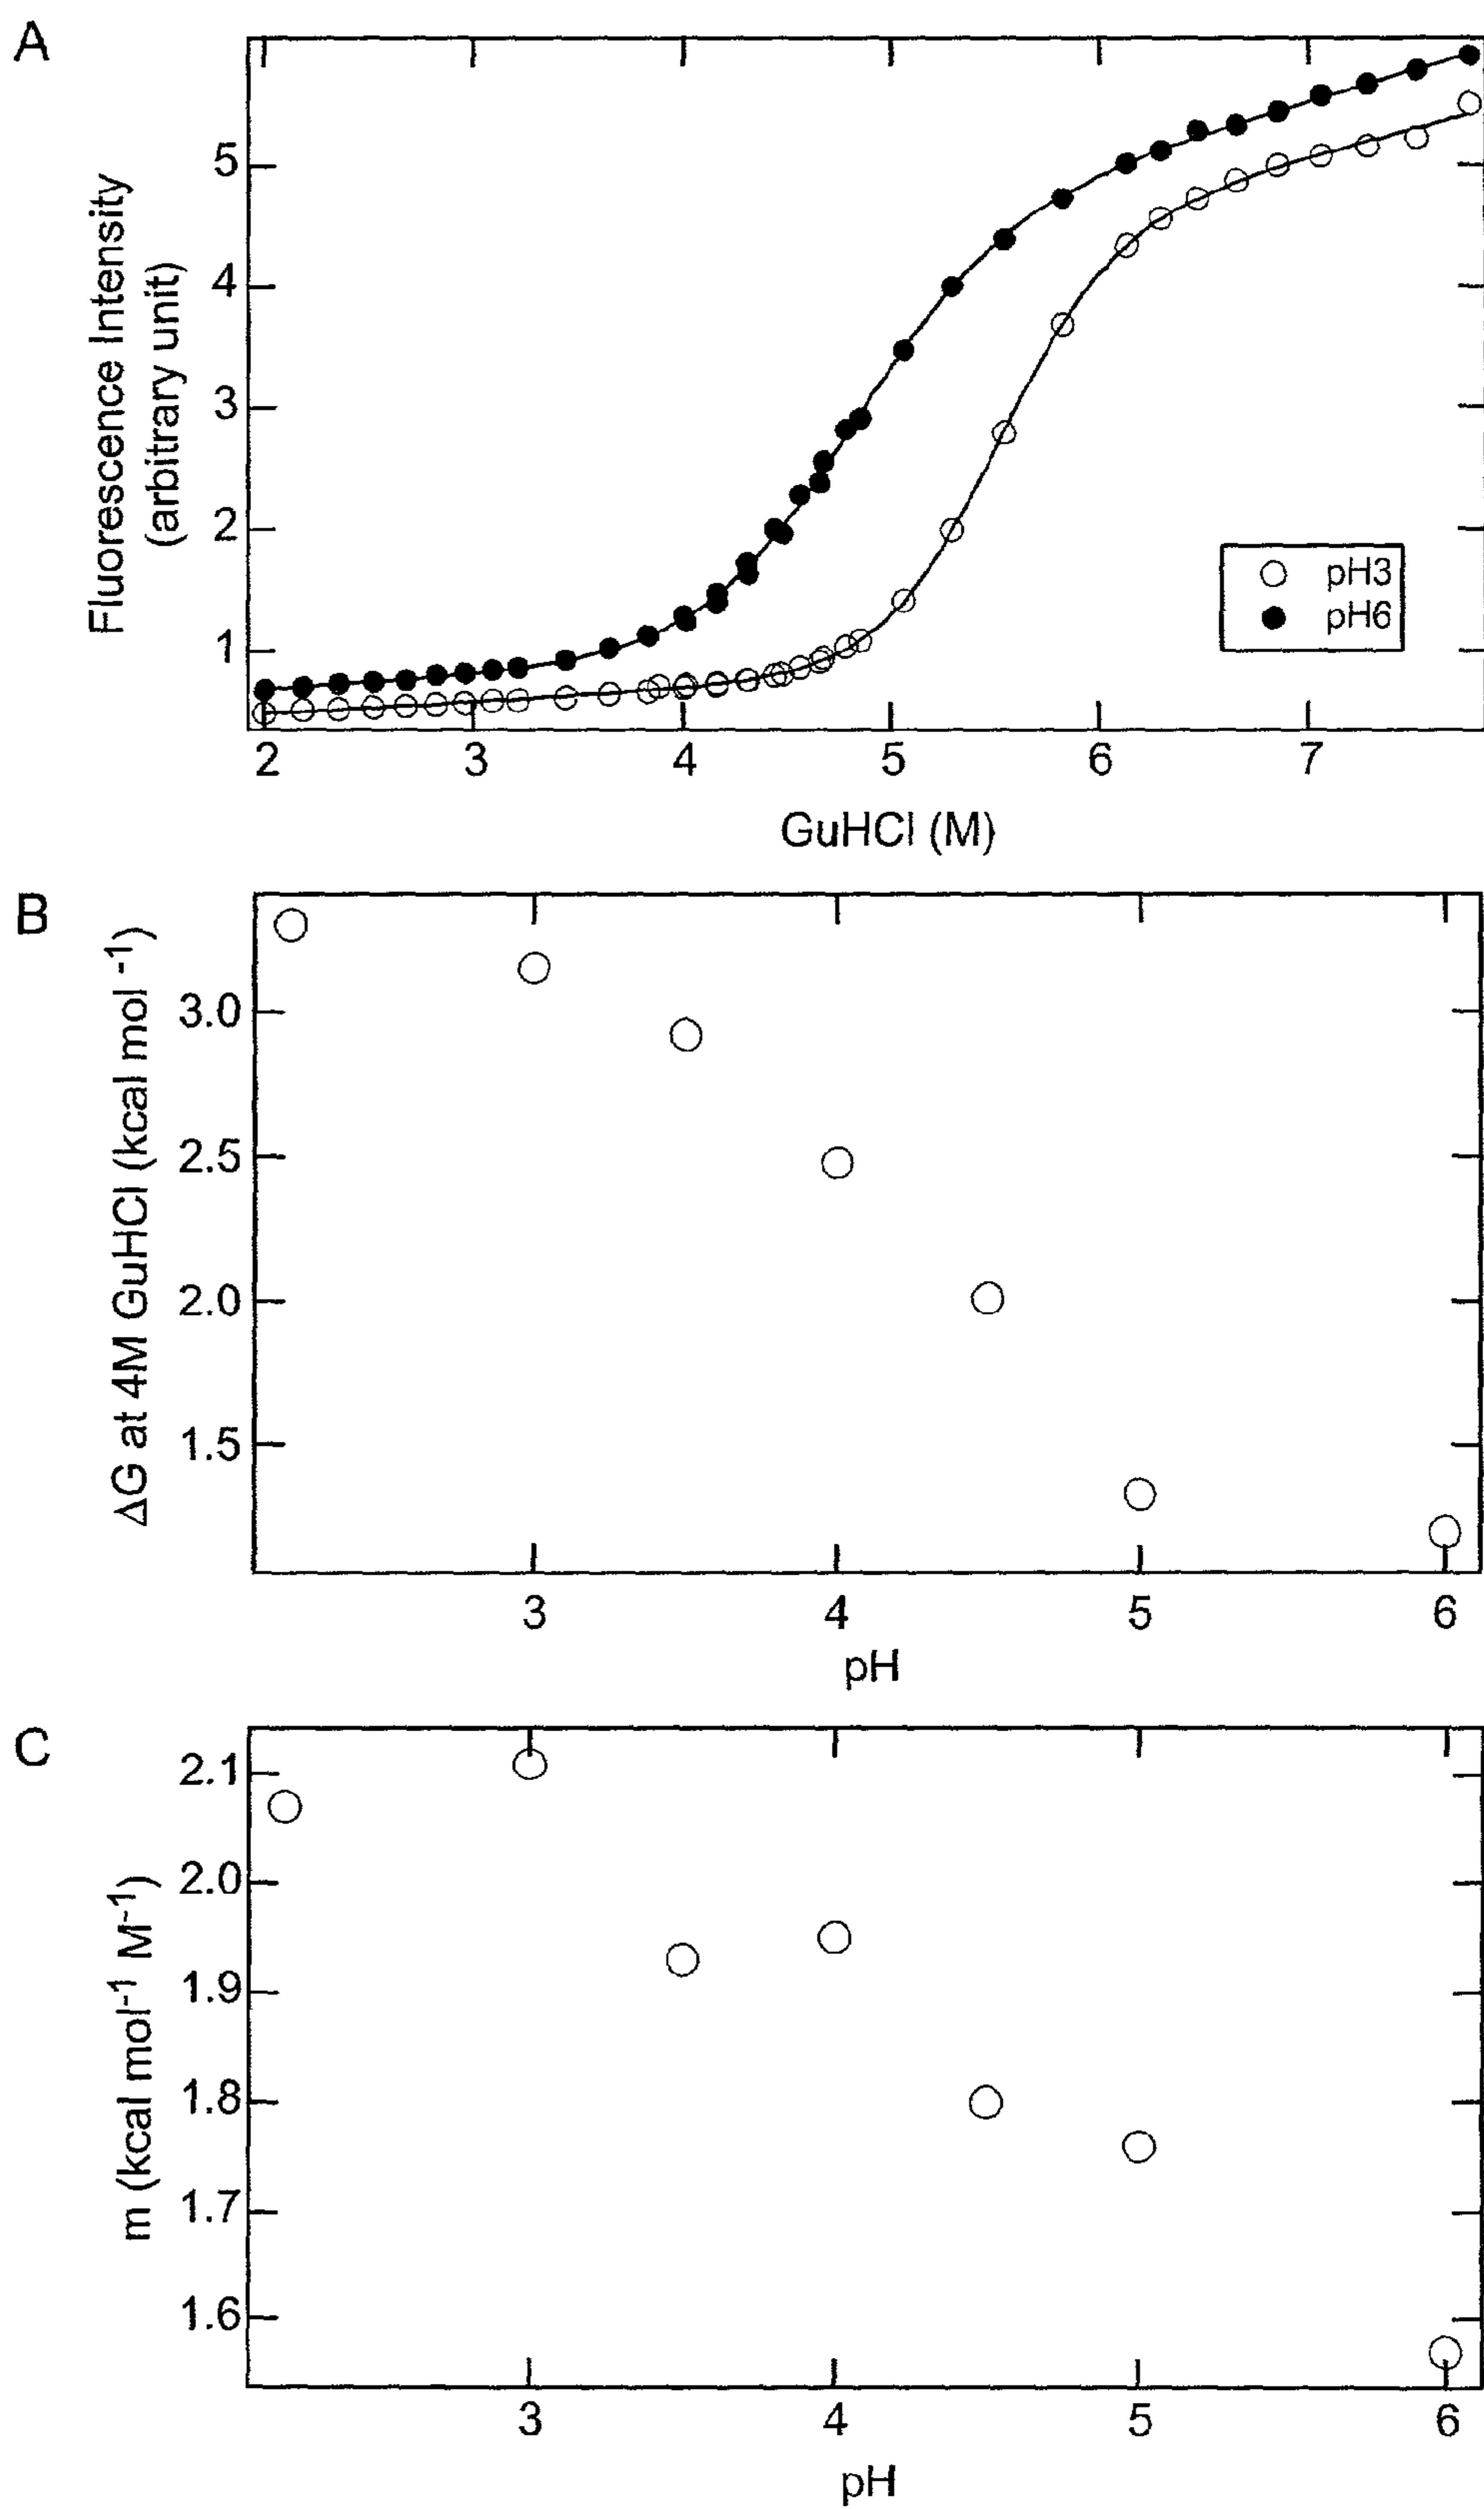 A
Fluorescence Intensity
(arbitrary unit)
5
4
3
2
1
pH3
pH6
2 3 4 5 6 7
GuHCl (M)
B
ΔG at 4M GuHCl (kcal mol -1)
3.0
2.5
2.0
1.5
3 4 5 6
pH
C
m (kcal mol-1 M-1)
2.1
2.0
1.9
1.8
1.7
1.6
3 4 5 6
pH